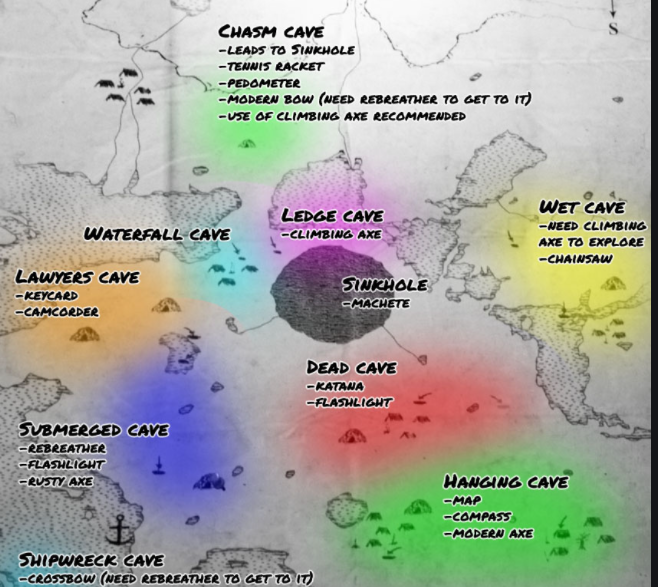 S
Chasm cave
-leads to Sinkhole
-tennis racket
-pedometer
-modern bow (need rebreather to get to it)
-use of climbing axe recommended
Ledge cave
-climbing axe
Wet cave
-need climbing
axe to explore
-chainsaw
Waterfall cave
Lawyers cave
-keycard
-camcorder
Sinkhole
-machete
Dead cave
-katana
-flashlight
Submerged cave
-rebreather
-flashlight
-rusty axe
Hanging cave
-map
-compass
-modern axe
Shipwreck cave
-crossbow (need rebreather to get to it)